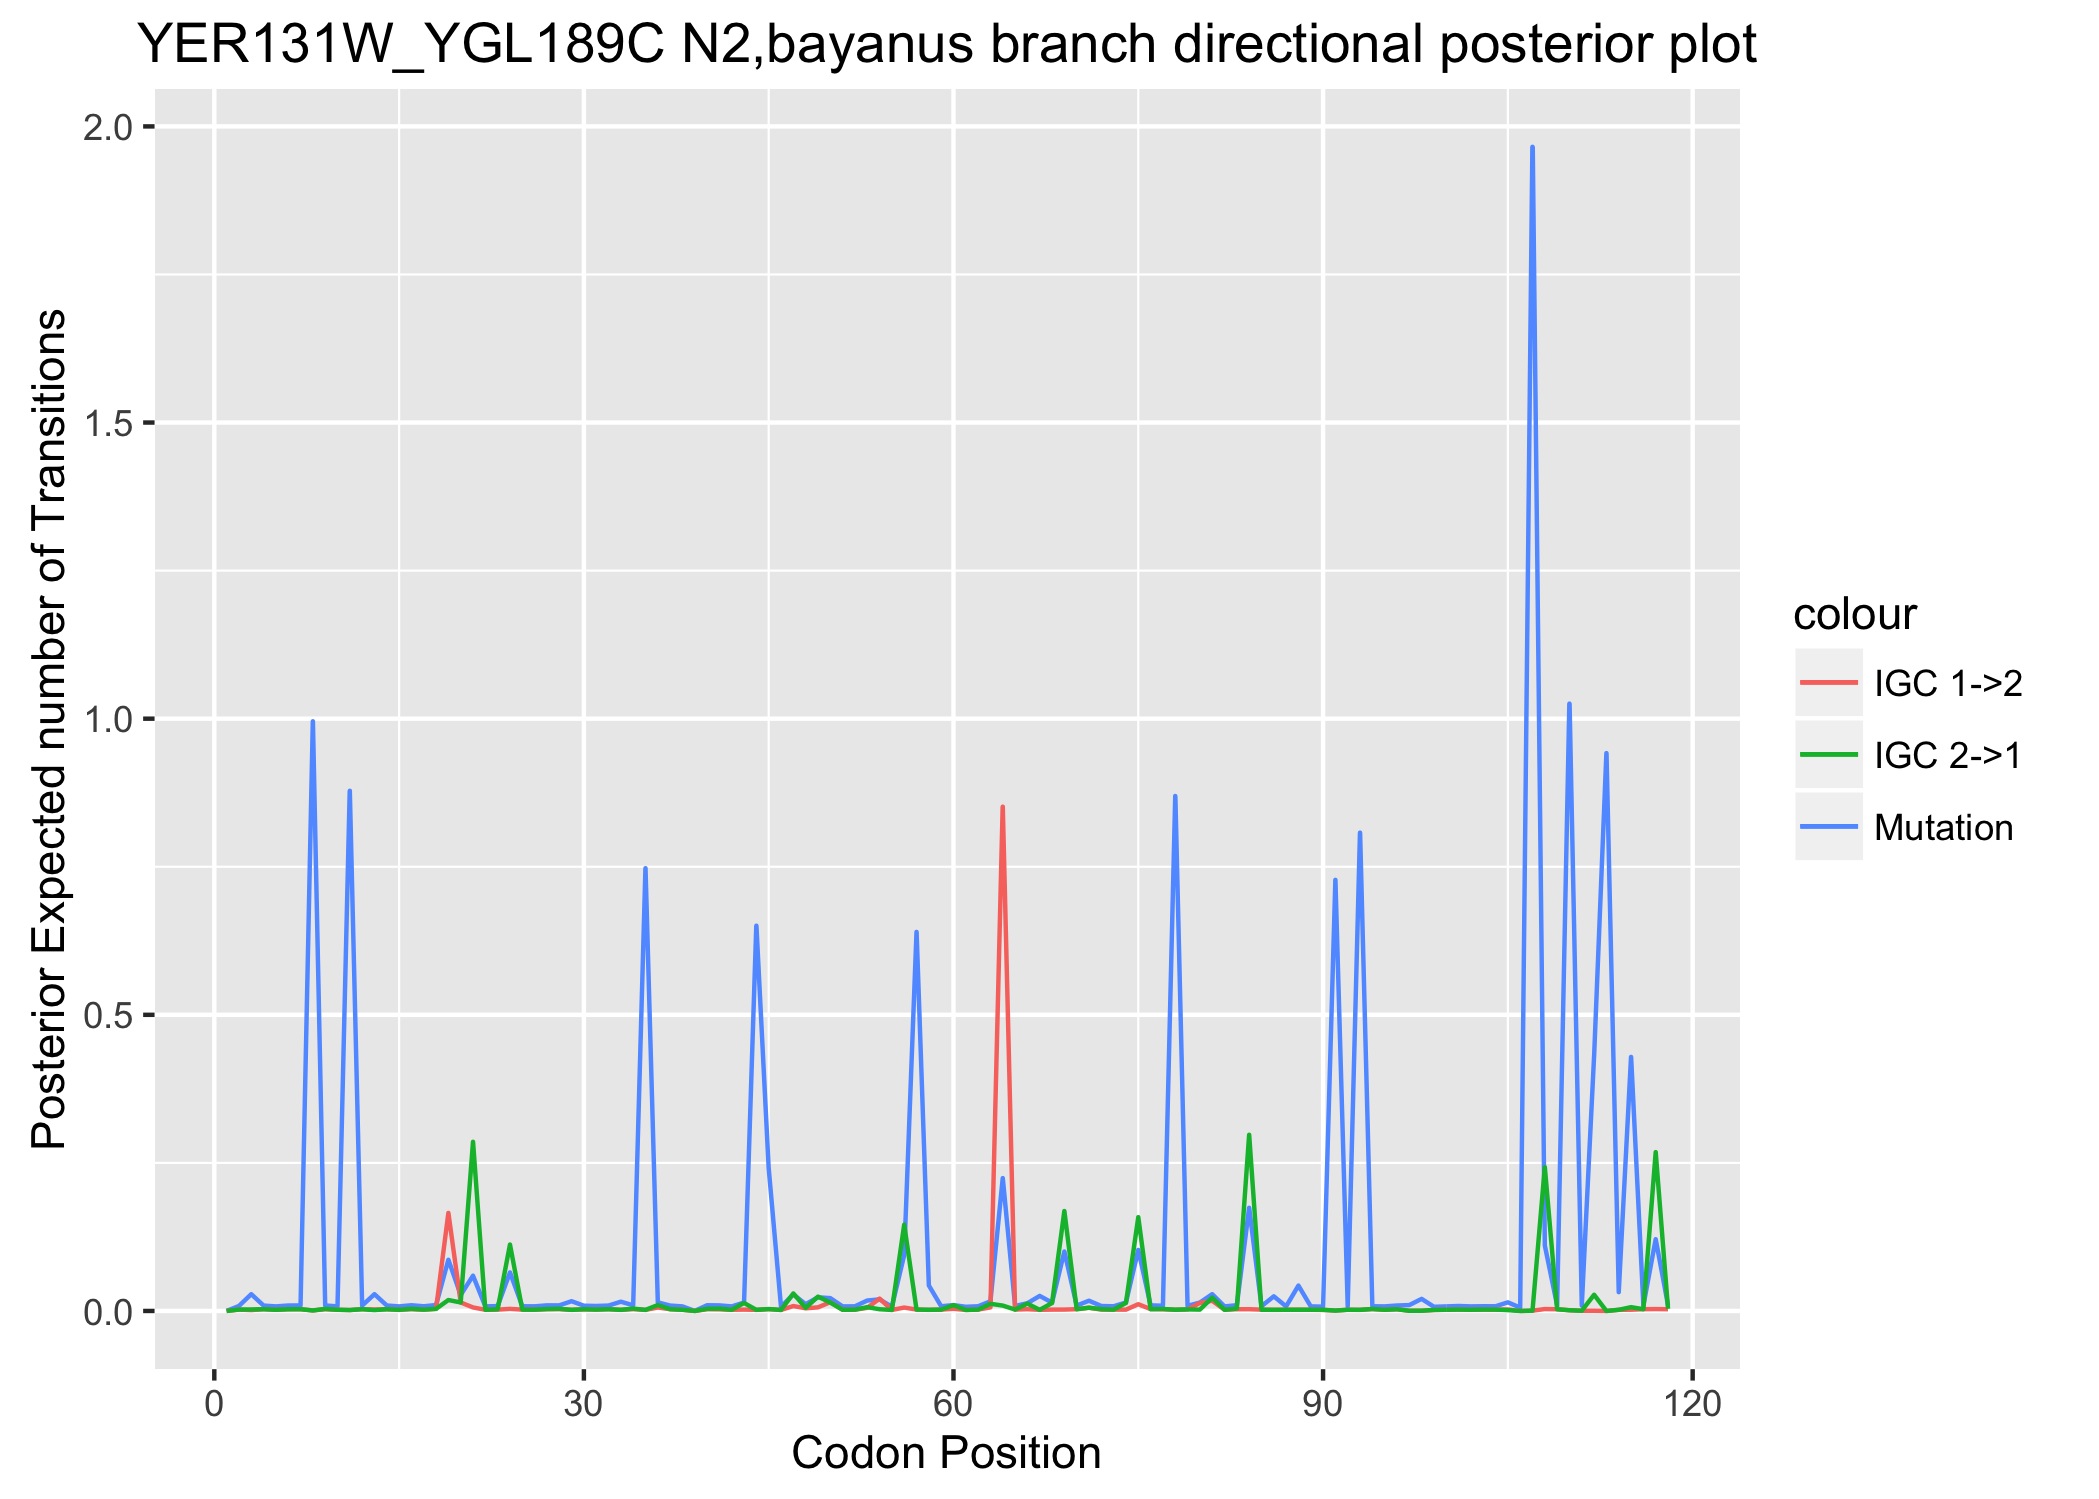 YER131W_YGL189C N2,bayanus branch directional posterior plot
Posterior Expected number of Transitions
2.0
1.5
1.0
0.5
0.0
0 30 60 90 120
Codon Position
colour
IGC 1->2
IGC 2->1
Mutation